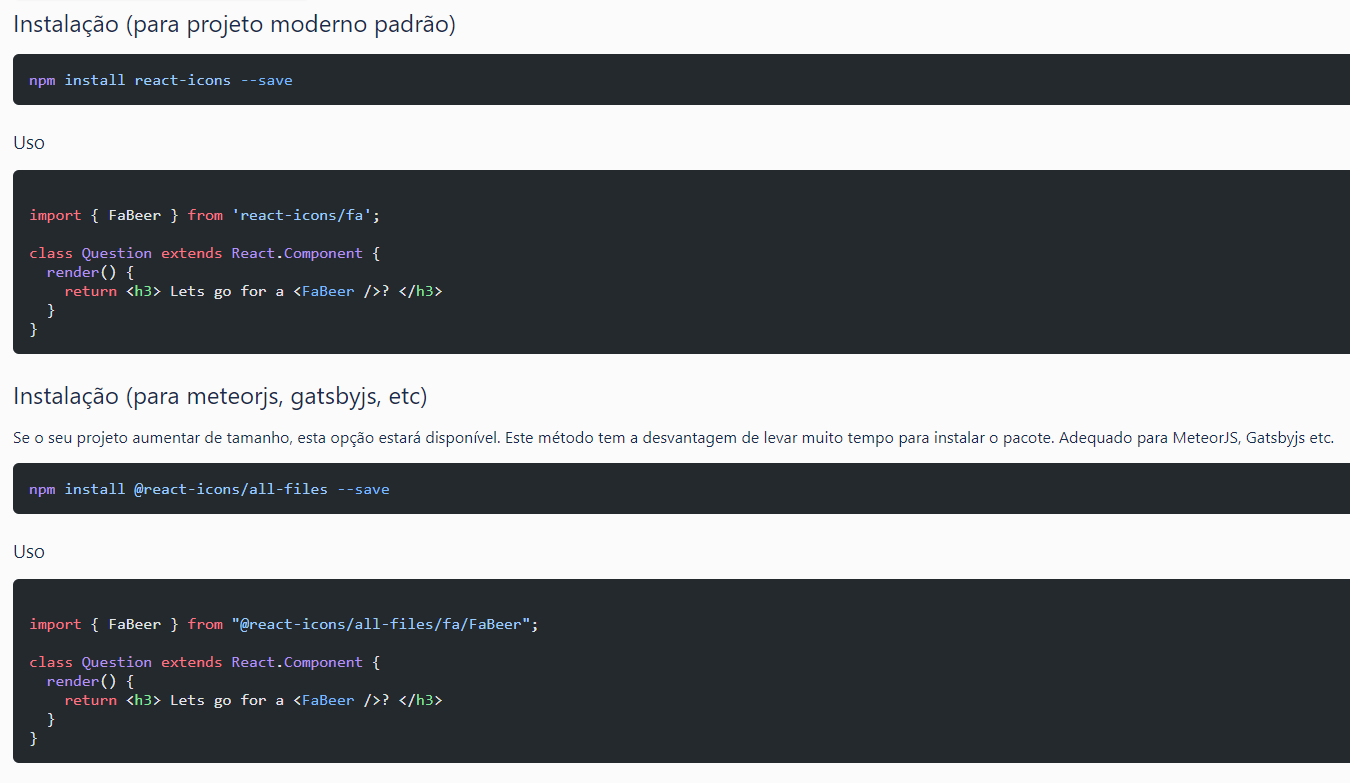 Instalação (para projeto moderno padrão)
npm install react-icons --save
Uso
import { FaBeer } from 'react-icons/fa';
class Question extends React.Component {
  render() {
    return <h3> Lets go for a <FaBeer />? </h3>
  }
}
Instalação (para meteorjs, gatsbyjs, etc)
Se o seu projeto aumentar de tamanho, esta opção estará disponível. Este método tem a desvantagem de levar muito tempo para instalar o pacote. Adequado para MeteorJS, Gatsbyjs etc.
npm install @react-icons/all-files --save
Uso
import { FaBeer } from "@react-icons/all-files/fa/FaBeer";
class Question extends React.Component {
  render() {
    return <h3> Lets go for a <FaBeer />? </h3>
  }
}